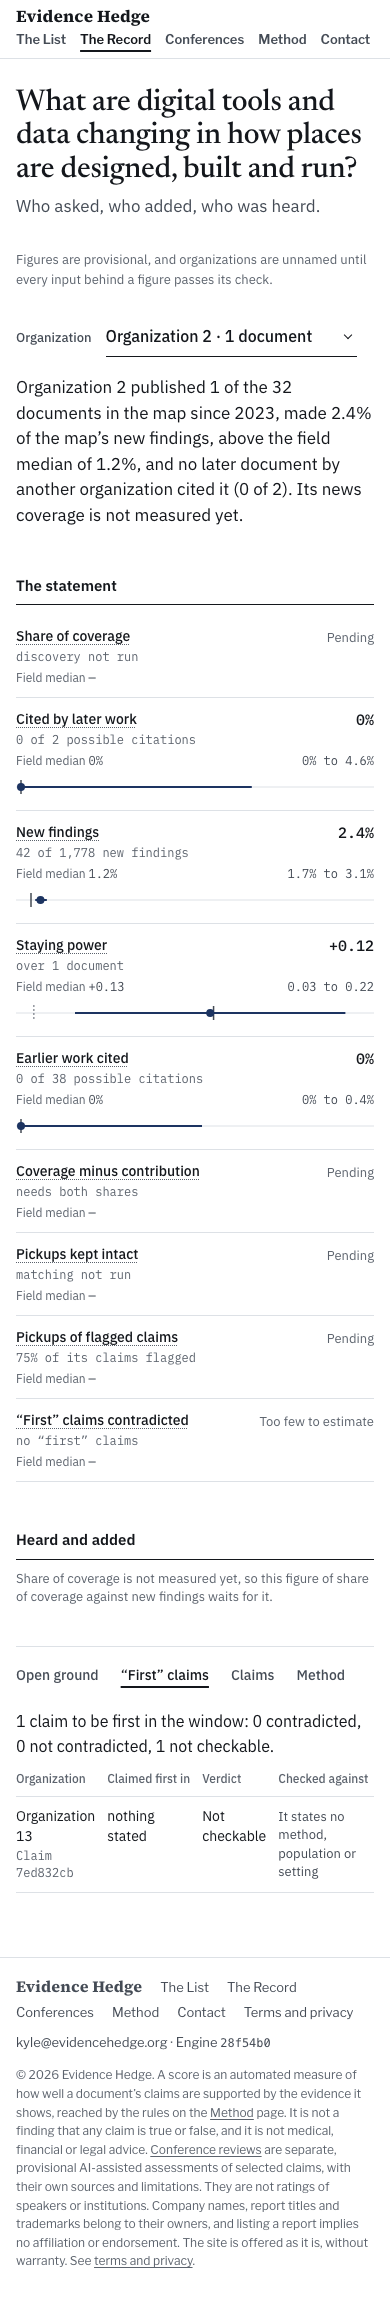 Evidence Hedge
The List The Record Conferences Method Contact
What are digital tools and
data changing in how places
are designed, built and run?
Who asked, who added, who was heard.
Figures are provisional, and organizations are unnamed until
every input behind a figure passes its check.
Organization Organization 2 · 1 document
Organization 2 published 1 of the 32
documents in the map since 2023, made 2.4%
of the map’s new findings, above the field
median of 1.2%, and no later document by
another organization cited it (0 of 2). Its news
coverage is not measured yet.
The statement
Share of coverage Pending
discovery not run
Field median –
Cited by later work 0%
0 of 2 possible citations
Field median 0% 0% to 4.6%
New findings 2.4%
42 of 1,778 new findings
Field median 1.2% 1.7% to 3.1%
Staying power +0.12
over 1 document
Field median +0.13 0.03 to 0.22
Earlier work cited 0%
0 of 38 possible citations
Field median 0% 0% to 0.4%
Coverage minus contribution Pending
needs both shares
Field median –
Pickups kept intact Pending
matching not run
Field median –
Pickups of flagged claims Pending
75% of its claims flagged
Field median –
“First” claims contradicted Too few to estimate
no “first” claims
Field median –
Heard and added
Share of coverage is not measured yet, so this figure of share
of coverage against new findings waits for it.
Open ground “First” claims Claims Method
1 claim to be first in the window: 0 contradicted,
0 not contradicted, 1 not checkable.
Organization Claimed first in Verdict Checked against
Organization nothing Not It states no
13 stated checkable method,
Claim population or
7ed832cb setting
Evidence Hedge The List The Record
Conferences Method Contact Terms and privacy
kyle@evidencehedge.org · Engine 28f54b0
© 2026 Evidence Hedge. A score is an automated measure of
how well a document’s claims are supported by the evidence it
shows, reached by the rules on the Method page. It is not a
finding that any claim is true or false, and it is not medical,
financial or legal advice. Conference reviews are separate,
provisional AI-assisted assessments of selected claims, with
their own sources and limitations. They are not ratings of
speakers or institutions. Company names, report titles and
trademarks belong to their owners, and listing a report implies
no affiliation or endorsement. The site is offered as it is, without
warranty. See terms and privacy.